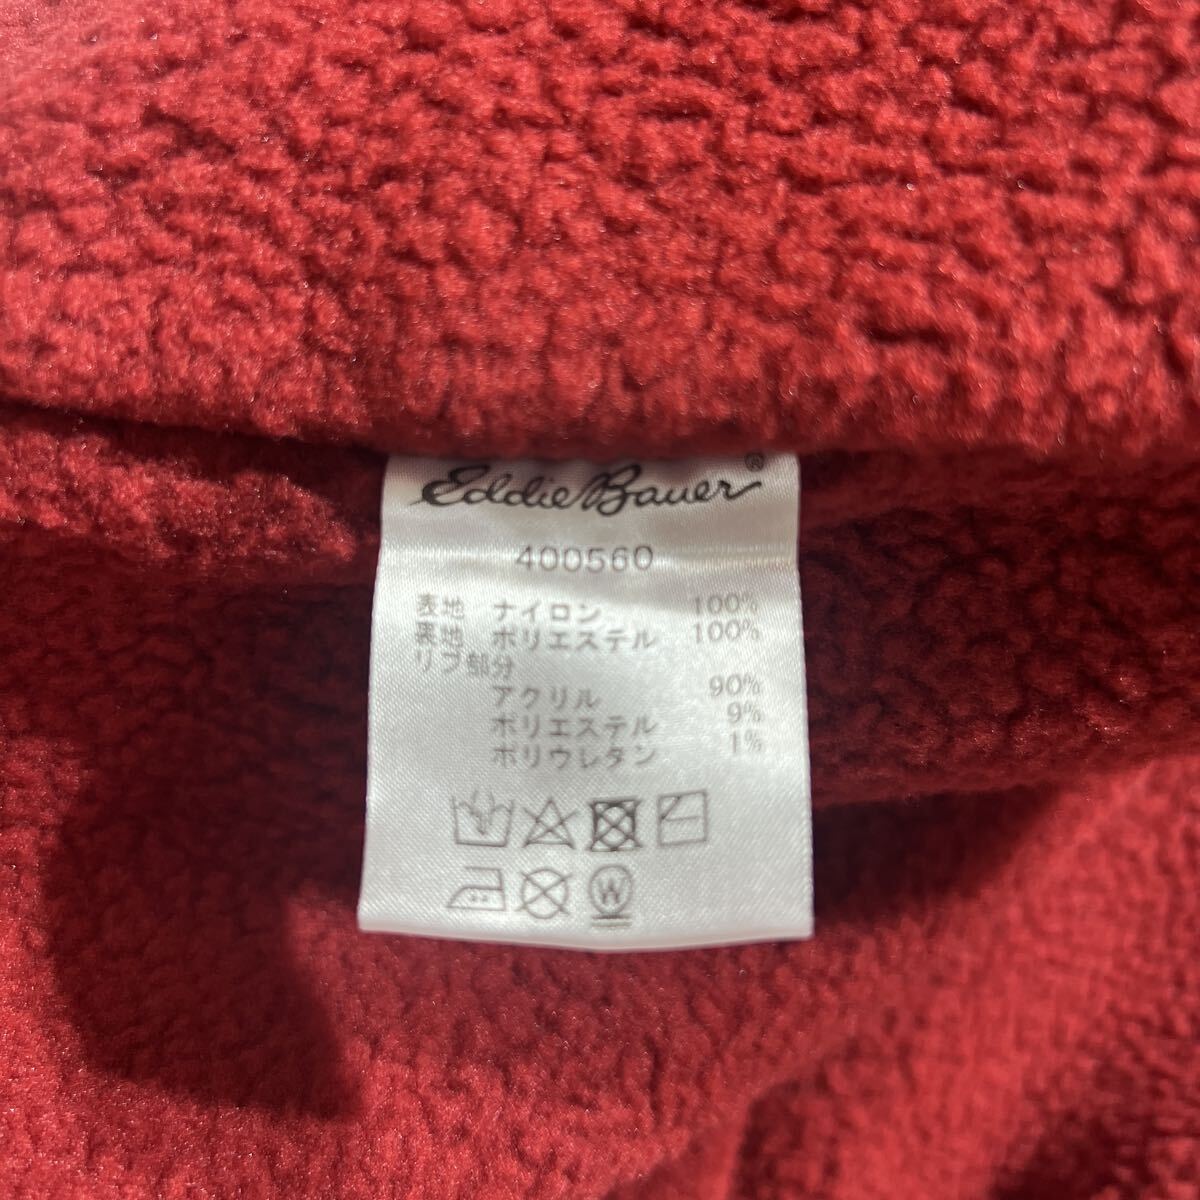 Eddie Bauer®
400560
表地 ナイロン 100%
裏地 ポリエステル 100%
リブ部分
アクリル 90%
ポリエステル 9%
ポリウレタン 1%
W